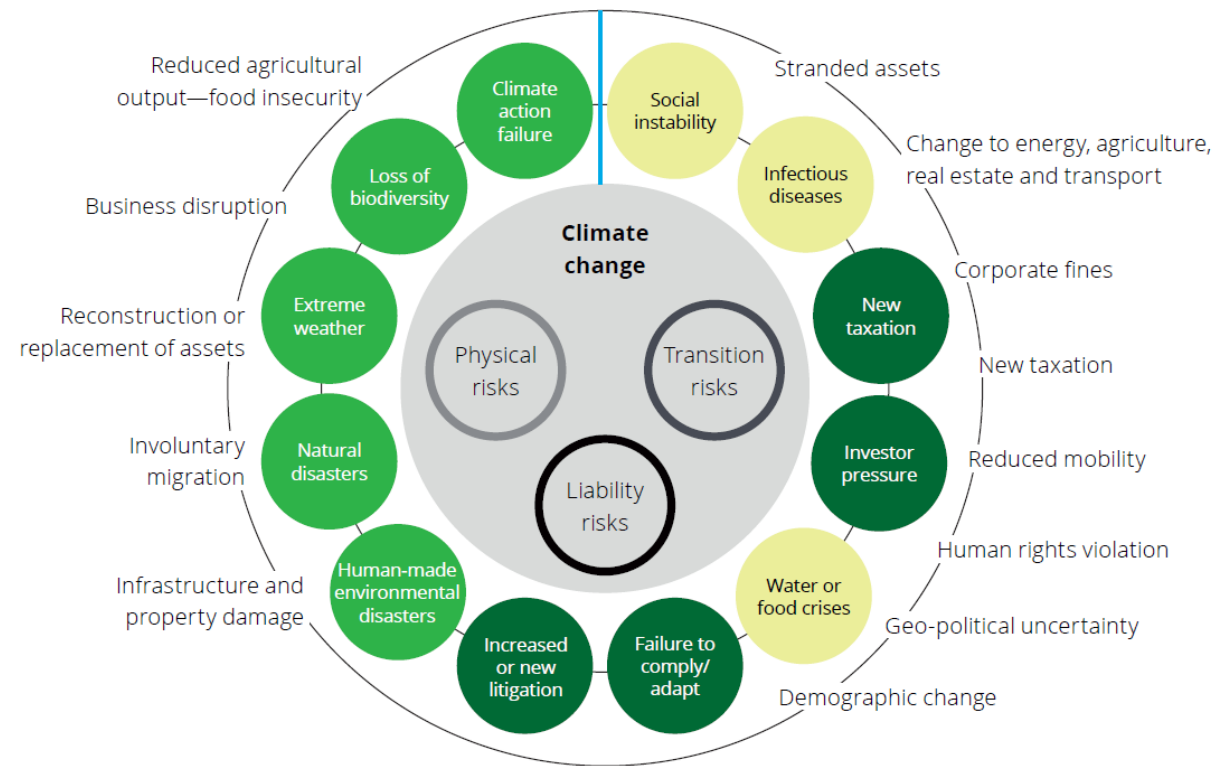 Reduced agricultural
output—food insecurity
Business disruption
Reconstruction or
replacement of assets
Involuntary
migration
Infrastructure and
property damage
Climate
action
failure
Loss of
biodiversity
Extreme
weather
Natural
disasters
Human-made
environmental
disasters
Increased
or new
litigation
Climate
change
Physical
risks
Transition
risks
Liability
risks
Social
instability
Infectious
diseases
New
taxation
Investor
pressure
Water or
food crises
Failure to
comply/
adapt
Stranded assets
Change to energy, agriculture,
real estate and transport
Corporate fines
New taxation
Reduced mobility
Human rights violation
Geo-political uncertainty
Demographic change